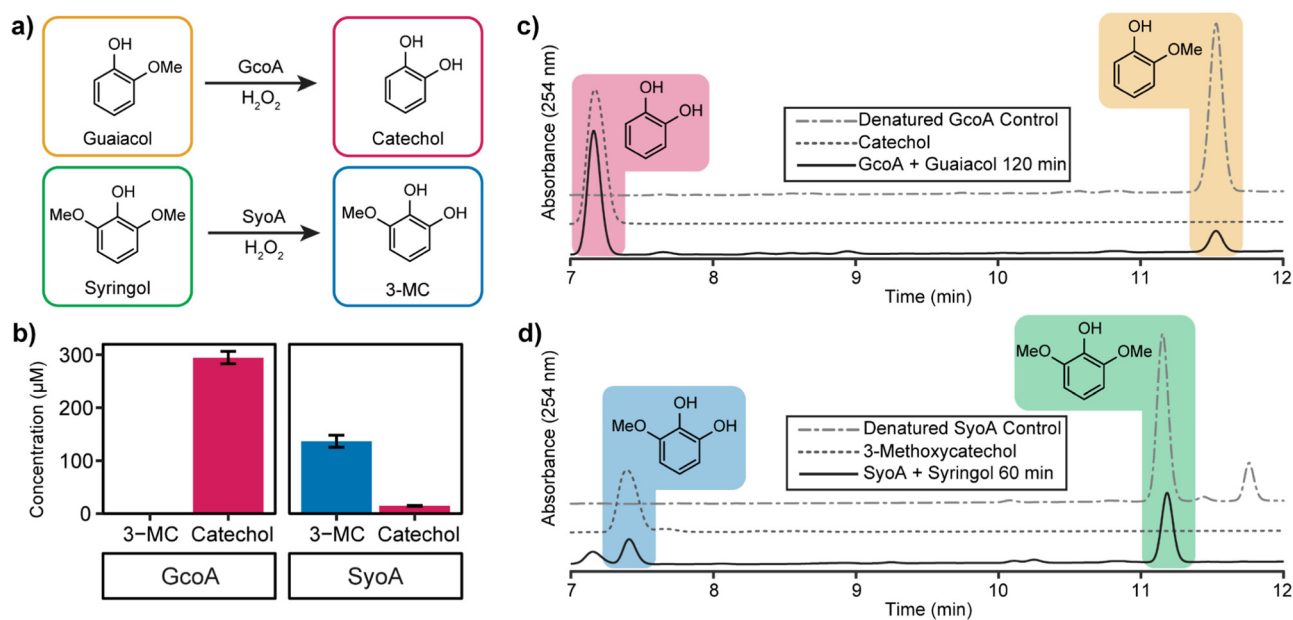 a)
OH
OMe
Guaiacol
GcoA
H₂O₂
OH
OH
Catechol
OH
MeO
OMe
Syringol
SyoA
H₂O₂
OH
MeO
OH
3-MC
b)
Concentration (µM)
300
200
100
0
3−MC Catechol
3−MC Catechol
GcoA
SyoA
c)
Absorbance (254 nm)
OH
OH
Denatured GcoA Control
Catechol
GcoA + Guaiacol 120 min
OH
OMe
7 8 9 10 11 12
Time (min)
d)
Absorbance (254 nm)
OH
MeO
OH
Denatured SyoA Control
3-Methoxycatechol
SyoA + Syringol 60 min
OH
MeO
OMe
7 8 9 10 11 12
Time (min)